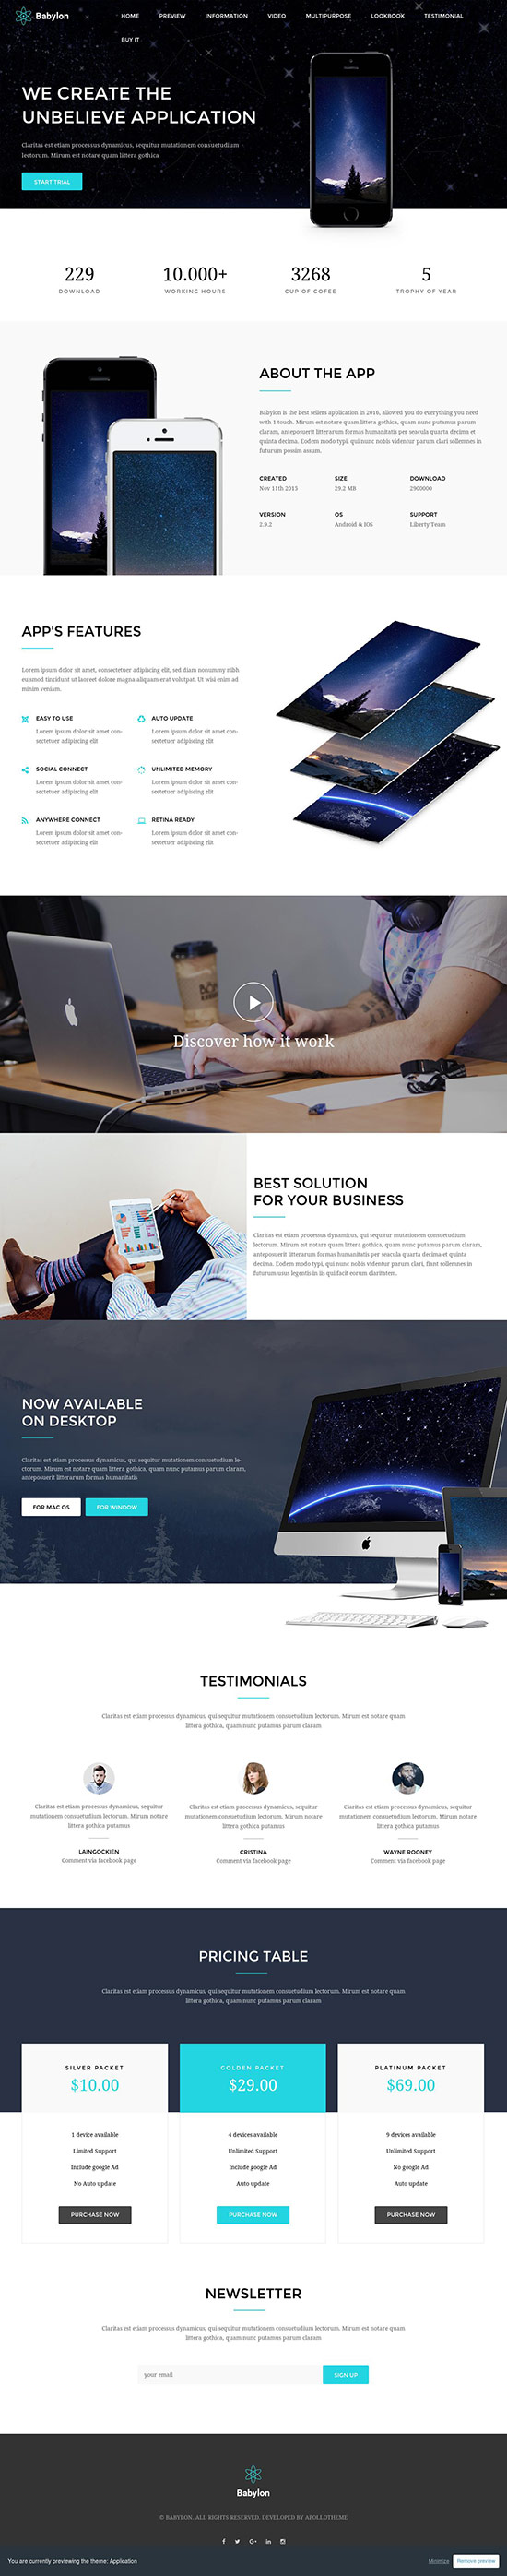 Babylon
HOME PREVIEW INFORMATION VIDEO MULTIPURPOSE LOOKBOOK TESTIMONIAL
BUY IT
WE CREATE THE
UNBELIEVE APPLICATION
Claritas est etiam processus dynamicus, sequitur mutationem consuetudium
lectorum. Mirum est notare quam littera gothica
START TRIAL
229 10.000+ 3268 5
DOWNLOAD WORKING HOURS CUP OF COFEE TROPHY OF YEAR
ABOUT THE APP
Babylon is the best sellers application in 2016, allowed you do everything you need
with 1 touch. Mirum est notare quam littera gothica, quam nunc putamus parum
claram, anteposuerit litterarum formas humanitatis per seacula quarta decima et
quinta decima. Eodem modo typi, qui nunc nobis videntur parum clari sollemnes in
futurum possim assum.
CREATED SIZE DOWNLOAD
Nov 11th 2015 29.2 MB 2900000
VERSION OS SUPPORT
2.9.2 Android & IOS Liberty Team
APP'S FEATURES
Lorem ipsum dolor sit amet, consectetuer adipiscing elit, sed diam nonummy nibh
euismod tincidunt ut laoreet dolore magna aliquam erat volutpat. Ut wisi enim ad
minim veniam.
EASY TO USE AUTO UPDATE
Lorem ipsum dolor sit amet con- Lorem ipsum dolor sit amet con-
sectetuer adipiscing elit sectetuer adipiscing elit
SOCIAL CONNECT UNLIMITED MEMORY
Lorem ipsum dolor sit amet con- Lorem ipsum dolor sit amet con-
sectetuer adipiscing elit sectetuer adipiscing elit
ANYWHERE CONNECT RETINA READY
Lorem ipsum dolor sit amet con- Lorem ipsum dolor sit amet con-
sectetuer adipiscing elit sectetuer adipiscing elit
Discover how it work
BEST SOLUTION
FOR YOUR BUSINESS
Claritas est etiam processus dynamicus, qui sequitur mutationem consuetudium
lectorum. Mirum est notare quam littera gothica, quam nunc putamus parum claram,
anteposuerit litterarum formas humanitatis per seacula quarta decima et quinta
decima. Eodem modo typi, qui nunc nobis videntur parum clari, fiant sollemnes in
futurum usus legentis in iis qui facit eorum claritatem.
NOW AVAILABLE
ON DESKTOP
Claritas est etiam processus dynamicus, qui sequitur mutationem consuetudium le-
ctorum. Mirum est notare quam littera gothica, quam nunc putamus parum claram,
anteposuerit litterarum formas humanitatis
FOR MAC OS FOR WINDOW
TESTIMONIALS
Claritas est etiam processus dynamicus, qui sequitur mutationem consuetudium lectorum. Mirum est notare quam
littera gothica, quam nunc putamus parum claram
Claritas est etiam processus dynamicus, sequitur Claritas est etiam processus dynamicus, sequitur Claritas est etiam processus dynamicus, sequitur
mutationem consuetudium lectorum. Mirum notare mutationem consuetudium lectorum. Mirum notare mutationem consuetudium lectorum. Mirum notare
littera gothica putamus littera gothica putamus littera gothica putamus
LAINGOCKIEN CRISTINA WAYNE ROONEY
Comment via facebook page Comment via facebook page Comment via facebook page
PRICING TABLE
Claritas est etiam processus dynamicus, qui sequitur mutationem consuetudium lectorum. Mirum est notare quam
littera gothica, quam nunc putamus parum claram
SILVER PACKET GOLDEN PACKET PLATINUM PACKET
$10.00 $29.00 $69.00
1 device available 4 devices available 9 devices available
Limited Support Unlimited Support Unlimited Support
Include google Ad Include google Ad No google Ad
No Auto update Auto update Auto update
PURCHASE NOW PURCHASE NOW PURCHASE NOW
NEWSLETTER
Claritas est etiam processus dynamicus, qui sequitur mutationem consuetudium lectorum. Mirum est notare quam
littera gothica, quam nunc putamus parum claram
your email SIGN UP
Babylon
© BABYLON. ALL RIGHTS RESERVED. DEVELOPED BY APOLLOTHEME
You are currently previewing the theme: Application Minimize Remove preview